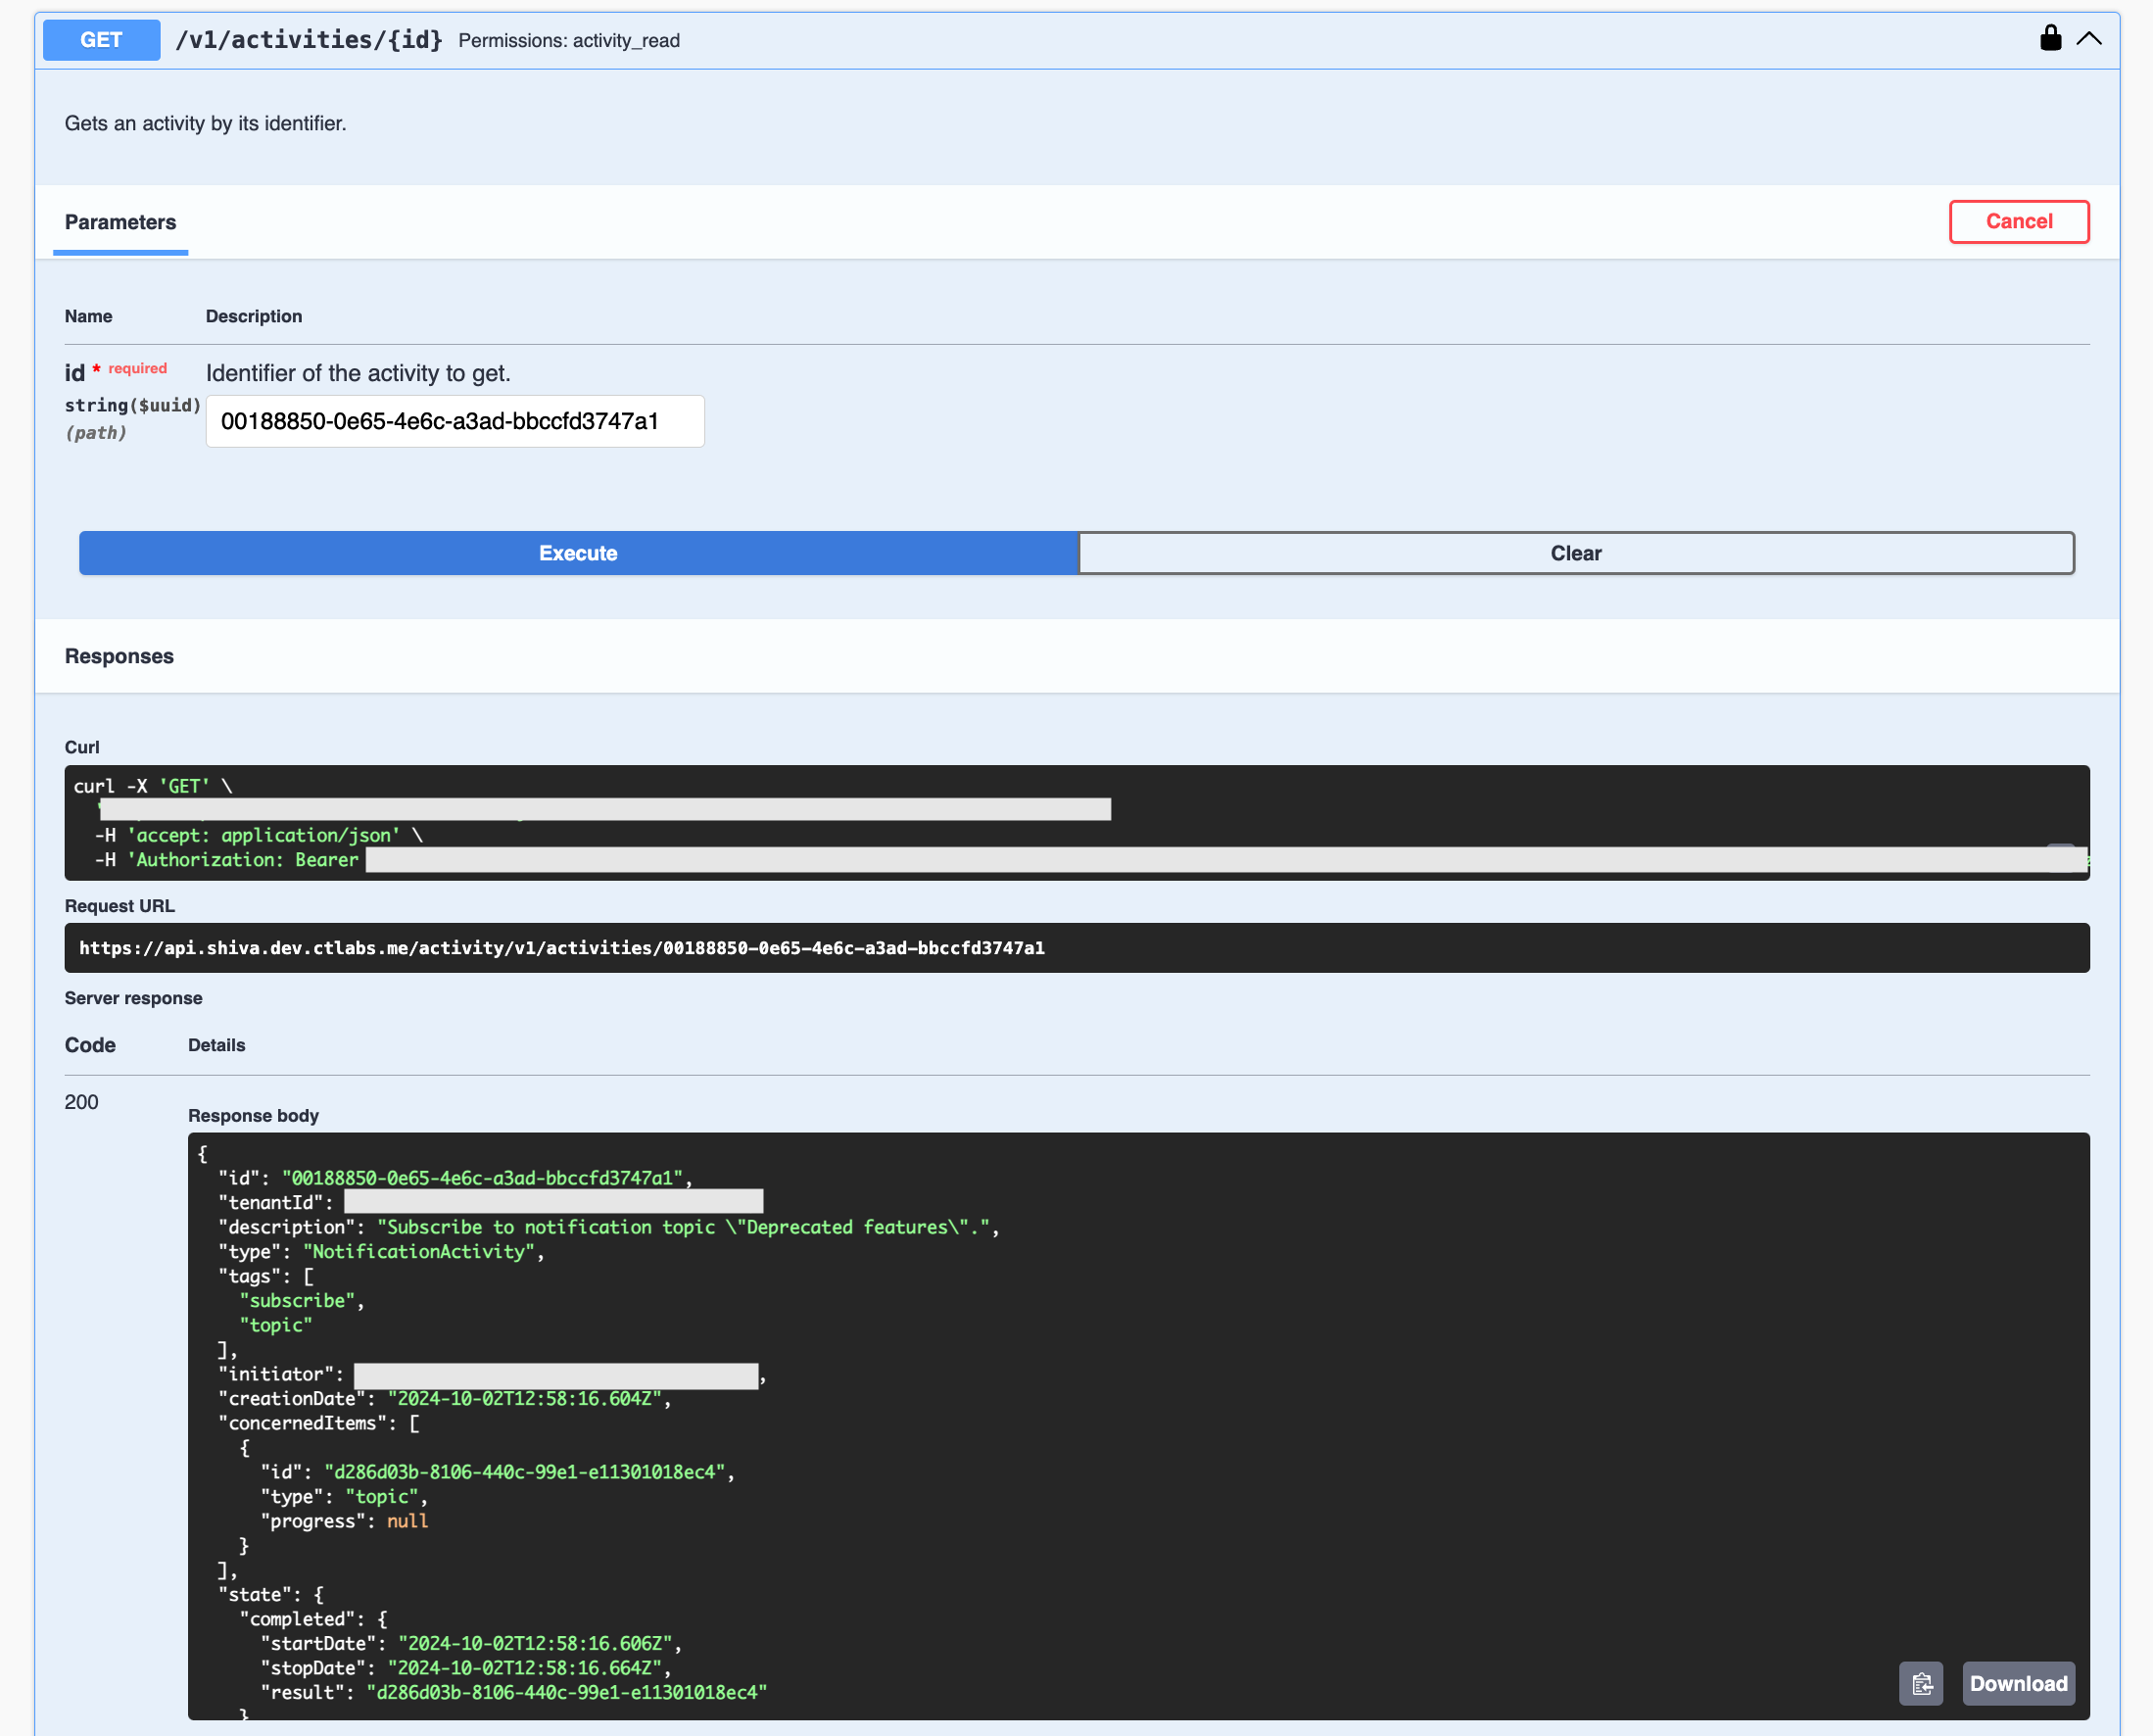 GET /v1/activities/{id} Permissions: activity_read
Gets an activity by its identifier.
Parameters
Cancel
Name Description
id * required Identifier of the activity to get.
string($uuid)
(path)
00188850-0e65-4e6c-a3ad-bbccfd3747a1
Execute
Clear
Responses
Curl
curl -X 'GET' \
'
-H 'accept: application/json' \
-H 'Authorization: Bearer
Request URL
https://api.shiva.dev.ctlabs.me/activity/v1/activities/00188850-0e65-4e6c-a3ad-bbccfd3747a1
Server response
Code Details
200
Response body
{
"id": "00188850-0e65-4e6c-a3ad-bbccfd3747a1",
"tenantId":
"description": "Subscribe to notification topic \"Deprecated features\".",
"type": "NotificationActivity",
"tags": [
"subscribe",
"topic"
],
"initiator": ,
"creationDate": "2024-10-02T12:58:16.604Z",
"concernedItems": [
{
"id": "d286d03b-8106-440c-99e1-e11301018ec4",
"type": "topic",
"progress": null
}
],
"state": {
"completed": {
"startDate": "2024-10-02T12:58:16.606Z",
"stopDate": "2024-10-02T12:58:16.664Z",
"result": "d286d03b-8106-440c-99e1-e11301018ec4"
}
Download